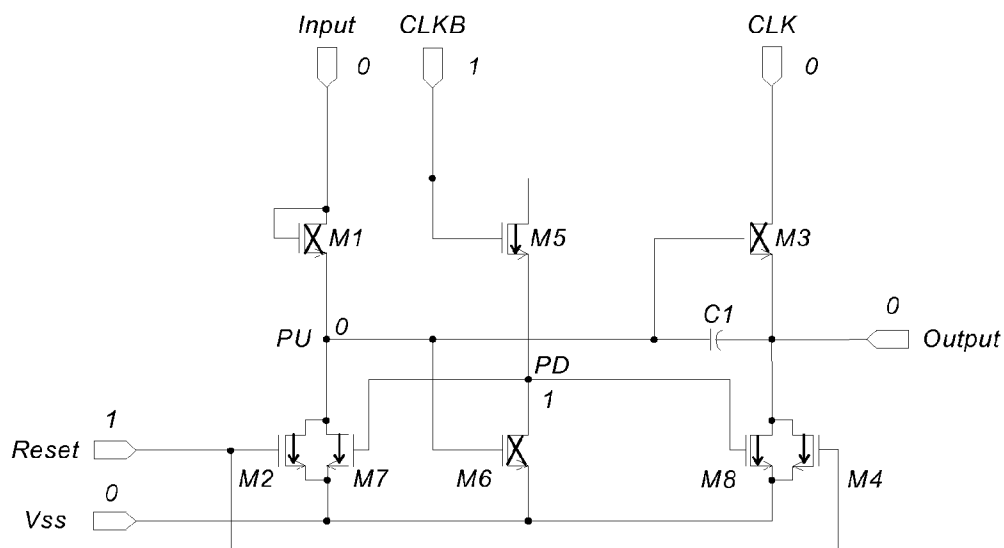 Input CLKB CLK
0 1 0
M1 M5 M3
0
C1
PU 0 Output
PD
1 1
Reset
M2 M7 M6 M8 M4
0
Vss